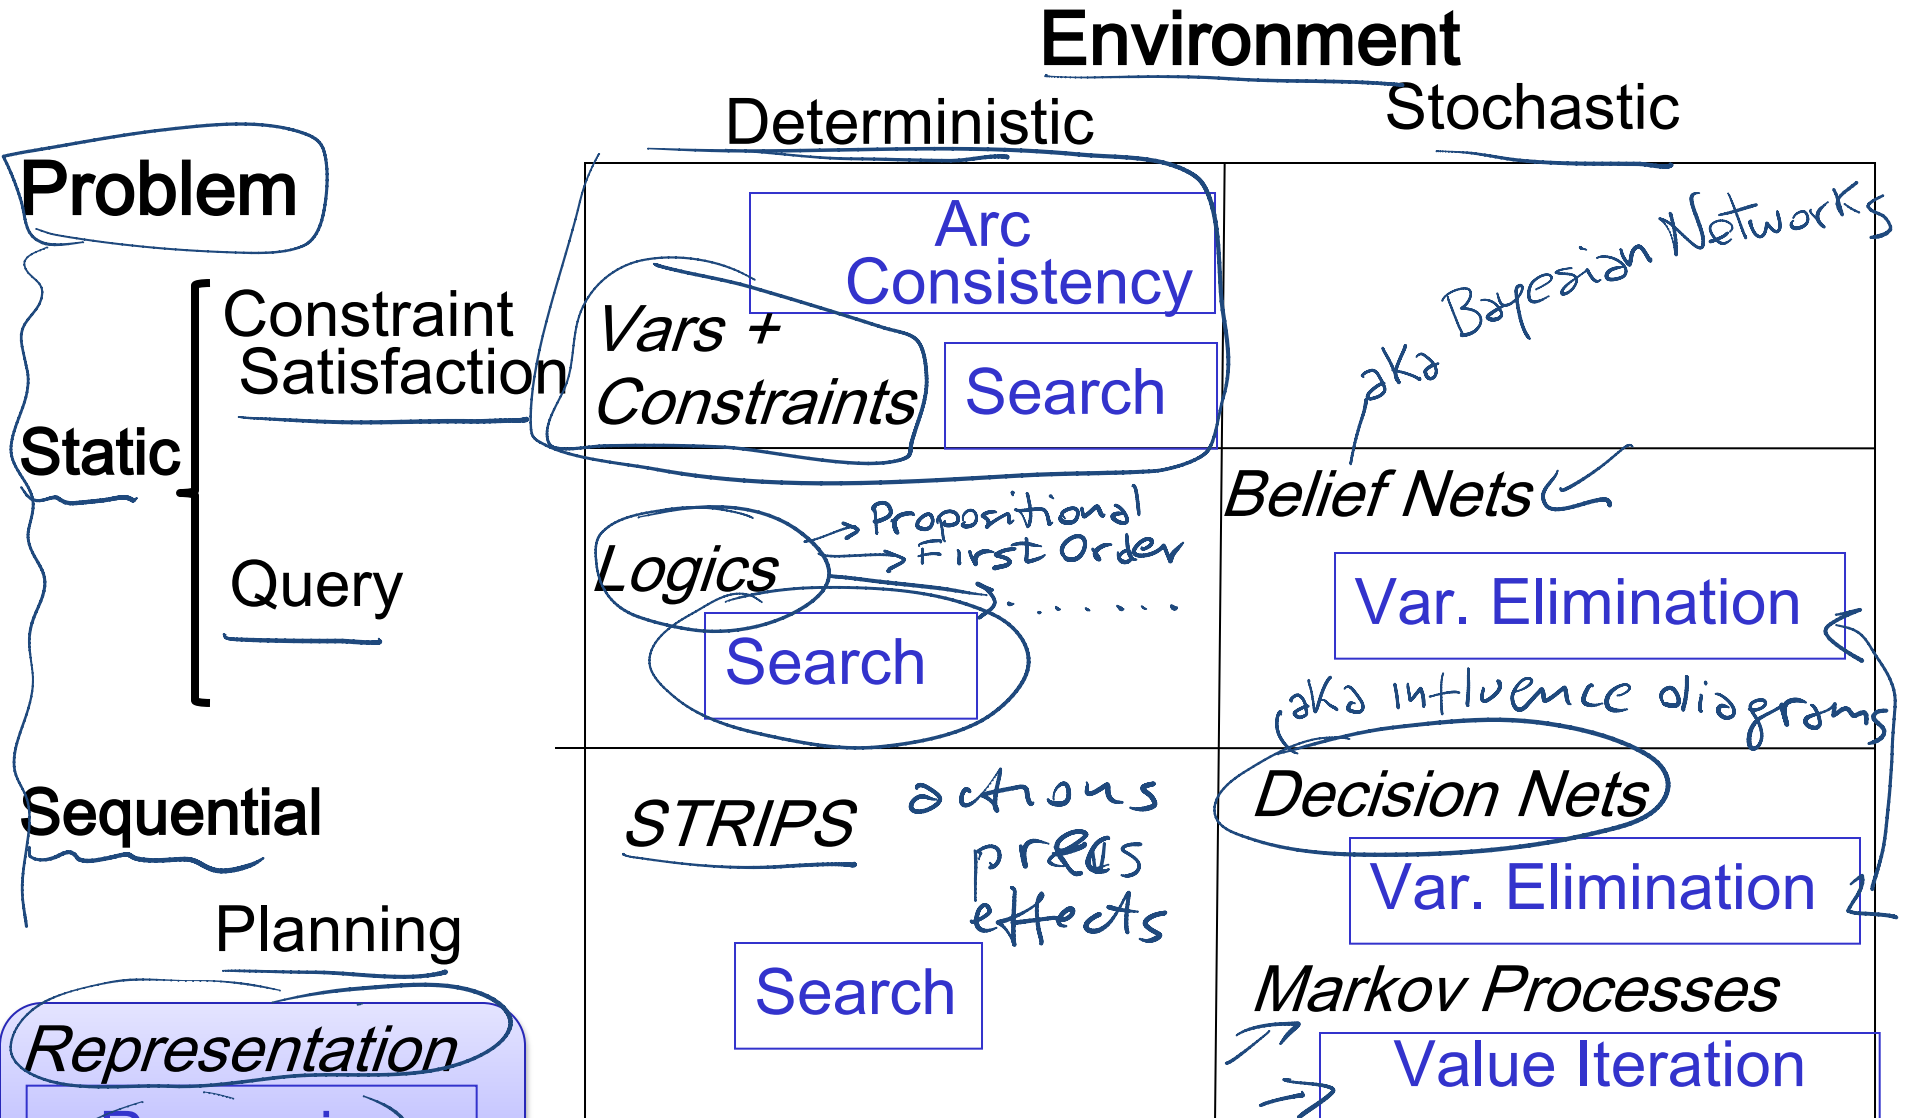 Environment
Deterministic
Stochastic
Problem
Arc
Consistency
aka Bayesian Networks
Constraint
Satisfaction
Vars +
Constraints
Search
Static
Belief Nets
Query
Logics
Propositional
First Order
. . . . . .
Search
Var. Elimination
aka influence diagrams
Sequential
STRIPS
actions
precs
effects
Decision Nets
Var. Elimination
Planning
Search
Markov Processes
Representation
Value Iteration